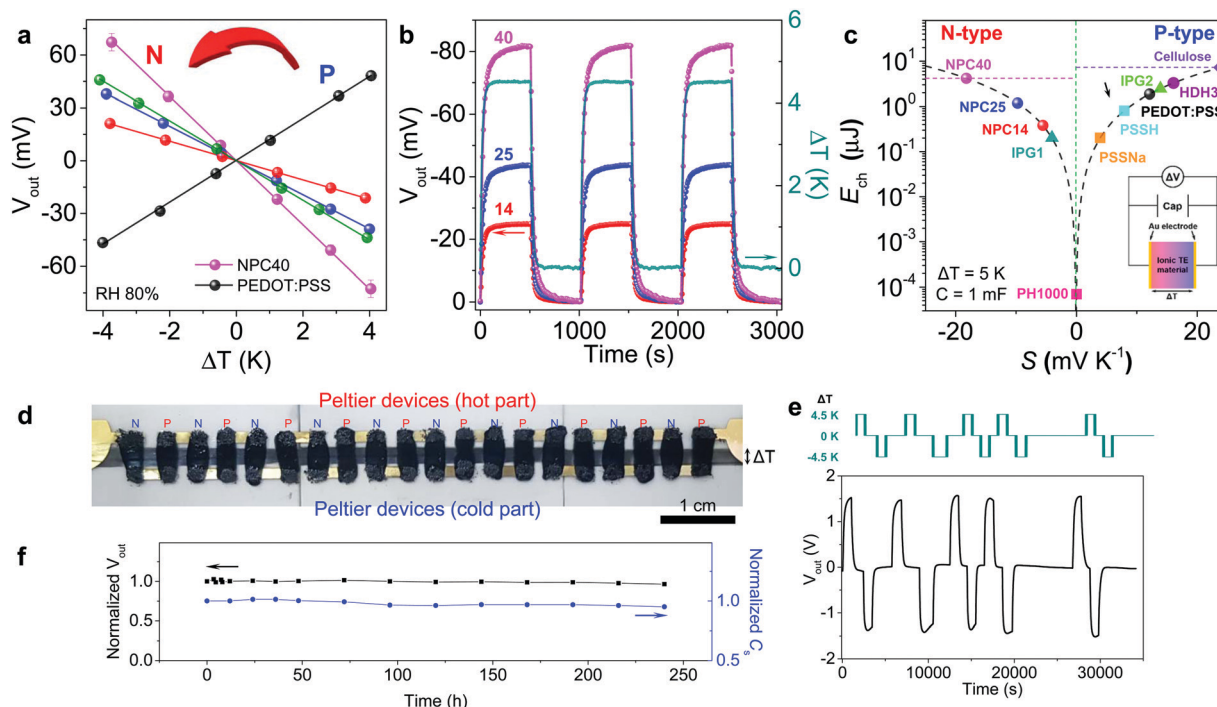 a
60
30
0
-30
-60
V_out (mV)
N
P
NPC40
PEDOT:PSS
RH 80%
-4 -2 0 2 4
ΔT (K)
b
-80
-60
-40
-20
0
V_out (mV)
40
25
14
6
4
2
0
ΔT (K)
0 1000 2000 3000
Time (s)
c
N-type P-type
10^1
10^0
10^-1
10^-2
10^-3
10^-4
E_ch (μJ)
NPC40
NPC25
NPC14
IPG1
Cellulose
IPG2
HDH3
PEDOT:PSS
PSSH
PSSNa
ΔV
Cap
Au electrode
Ionic TE
material
ΔT
ΔT = 5 K
C = 1 mF
PH1000
-20 -10 0 10 20
S (mV K^-1)
d
Peltier devices (hot part)
N P N P N P N P N P N P N P N P N P N P
ΔT
Peltier devices (cold part)
1 cm
e
ΔT
4.5 K
0 K
-4.5 K
2
1
0
-1
-2
V_out (V)
0 10000 20000 30000
Time (s)
f
Normalized V_out
1.0
0.5
0.0
Normalized C_s
1.0
0.5
0 50 100 150 200 250
Time (h)